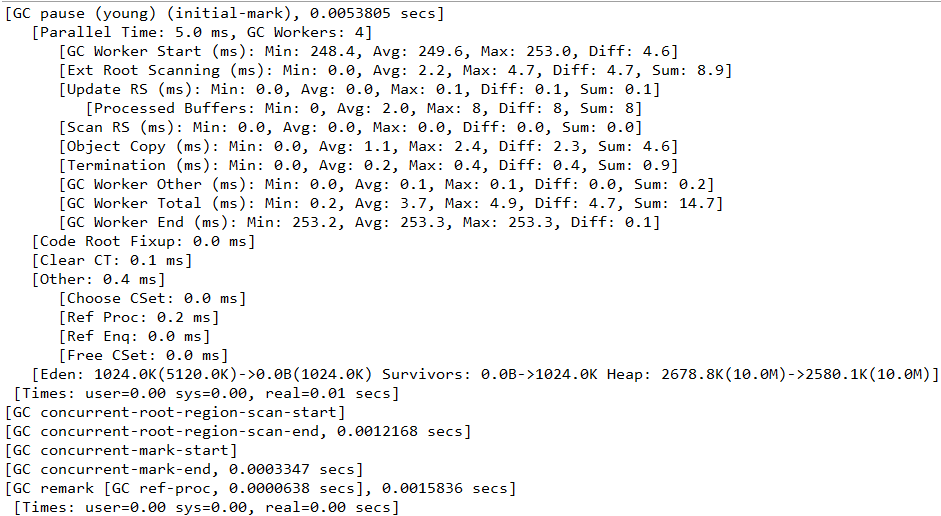 [GC pause (young) (initial-mark), 0.0053805 secs]
[Parallel Time: 5.0 ms, GC Workers: 4]
[GC Worker Start (ms): Min: 248.4, Avg: 249.6, Max: 253.0, Diff: 4.6]
[Ext Root Scanning (ms): Min: 0.0, Avg: 2.2, Max: 4.7, Diff: 4.7, Sum: 8.9]
[Update RS (ms): Min: 0.0, Avg: 0.0, Max: 0.1, Diff: 0.1, Sum: 0.1]
[Processed Buffers: Min: 0, Avg: 2.0, Max: 8, Diff: 8, Sum: 8]
[Scan RS (ms): Min: 0.0, Avg: 0.0, Max: 0.0, Diff: 0.0, Sum: 0.0]
[Object Copy (ms): Min: 0.0, Avg: 1.1, Max: 2.4, Diff: 2.3, Sum: 4.6]
[Termination (ms): Min: 0.0, Avg: 0.2, Max: 0.4, Diff: 0.4, Sum: 0.9]
[GC Worker Other (ms): Min: 0.0, Avg: 0.1, Max: 0.1, Diff: 0.0, Sum: 0.2]
[GC Worker Total (ms): Min: 0.2, Avg: 3.7, Max: 4.9, Diff: 4.7, Sum: 14.7]
[GC Worker End (ms): Min: 253.2, Avg: 253.3, Max: 253.3, Diff: 0.1]
[Code Root Fixup: 0.0 ms]
[Clear CT: 0.1 ms]
[Other: 0.4 ms]
[Choose CSet: 0.0 ms]
[Ref Proc: 0.2 ms]
[Ref Enq: 0.0 ms]
[Free CSet: 0.0 ms]
[Eden: 1024.0K(5120.0K)->0.0B(1024.0K) Survivors: 0.0B->1024.0K Heap: 2678.8K(10.0M)->2580.1K(10.0M)]
[Times: user=0.00 sys=0.00, real=0.01 secs]
[GC concurrent-root-region-scan-start]
[GC concurrent-root-region-scan-end, 0.0012168 secs]
[GC concurrent-mark-start]
[GC concurrent-mark-end, 0.0003347 secs]
[GC remark [GC ref-proc, 0.0000638 secs], 0.0015836 secs]
[Times: user=0.00 sys=0.00, real=0.00 secs]